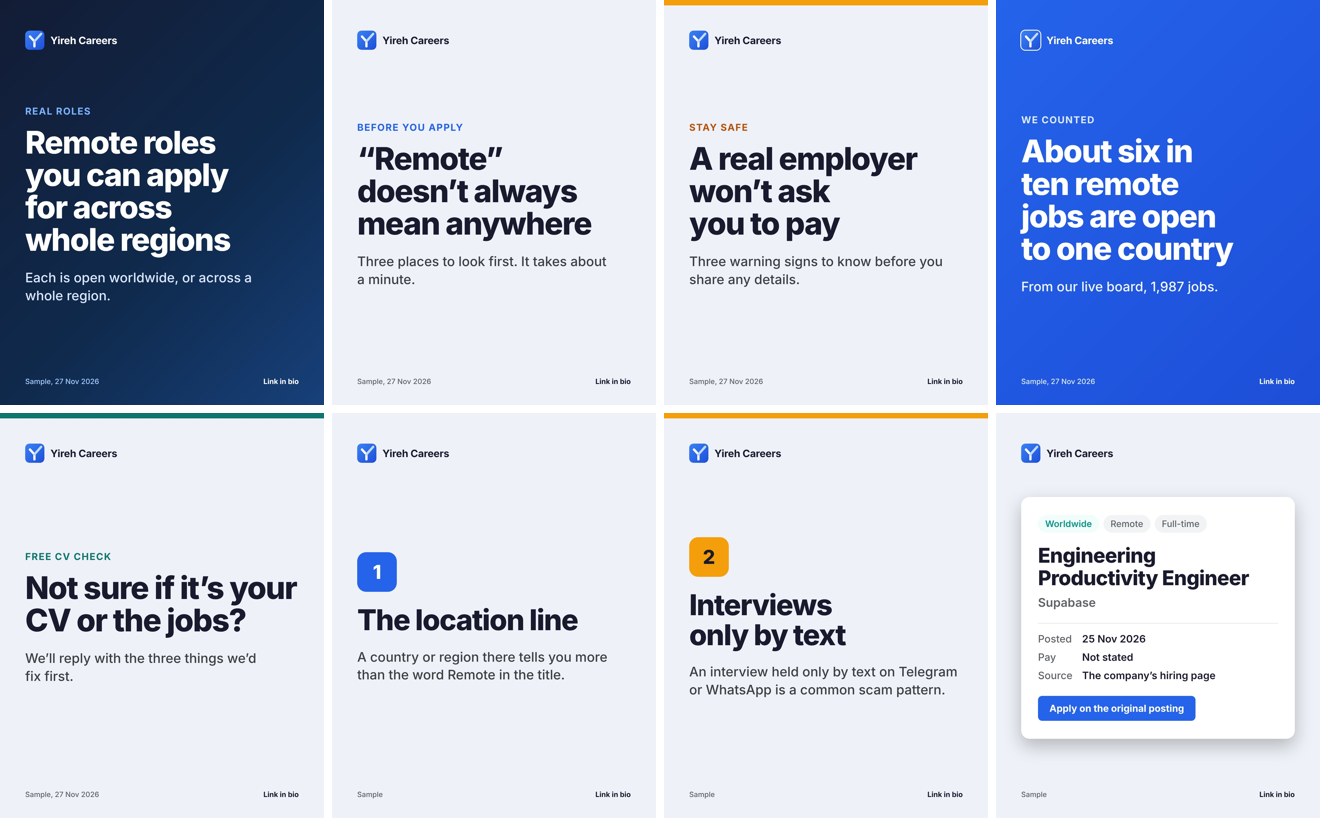 Yireh Careers
REAL ROLES
Remote roles
you can apply
for across
whole regions
Each is open worldwide, or across a
whole region.
Sample, 27 Nov 2026
Link in bio
Yireh Careers
BEFORE YOU APPLY
“Remote”
doesn’t always
mean anywhere
Three places to look first. It takes about
a minute.
Sample, 27 Nov 2026
Link in bio
Yireh Careers
STAY SAFE
A real employer
won’t ask
you to pay
Three warning signs to know before you
share any details.
Sample, 27 Nov 2026
Link in bio
Yireh Careers
WE COUNTED
About six in
ten remote
jobs are open
to one country
From our live board, 1,987 jobs.
Sample, 27 Nov 2026
Link in bio
Yireh Careers
FREE CV CHECK
Not sure if it’s your
CV or the jobs?
We’ll reply with the three things we’d
fix first.
Sample, 27 Nov 2026
Link in bio
Yireh Careers
1
The location line
A country or region there tells you more
than the word Remote in the title.
Sample
Link in bio
Yireh Careers
2
Interviews
only by text
An interview held only by text on Telegram
or WhatsApp is a common scam pattern.
Sample
Link in bio
Yireh Careers
Worldwide Remote Full-time
Engineering
Productivity Engineer
Supabase
Posted 25 Nov 2026
Pay Not stated
Source The company’s hiring page
Apply on the original posting
Sample
Link in bio